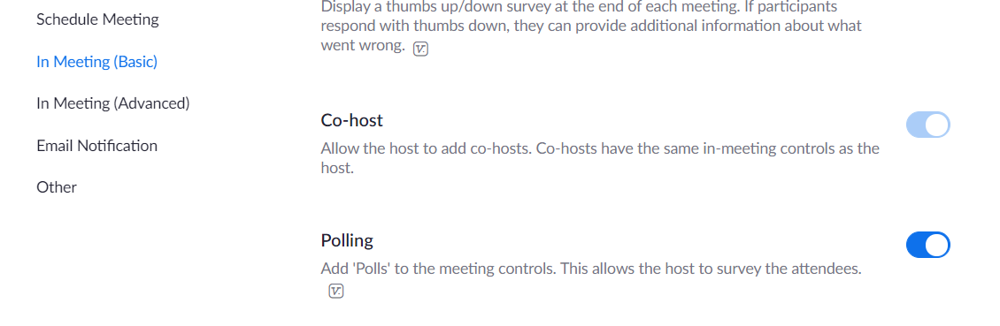 Schedule Meeting
In Meeting (Basic)
In Meeting (Advanced)
Email Notification
Other
Display a thumbs up/down survey at the end of each meeting. If participants
respond with thumbs down, they can provide additional information about what
went wrong.
Co-host
Allow the host to add co-hosts. Co-hosts have the same in-meeting controls as the
host.
Polling
Add 'Polls' to the meeting controls. This allows the host to survey the attendees.